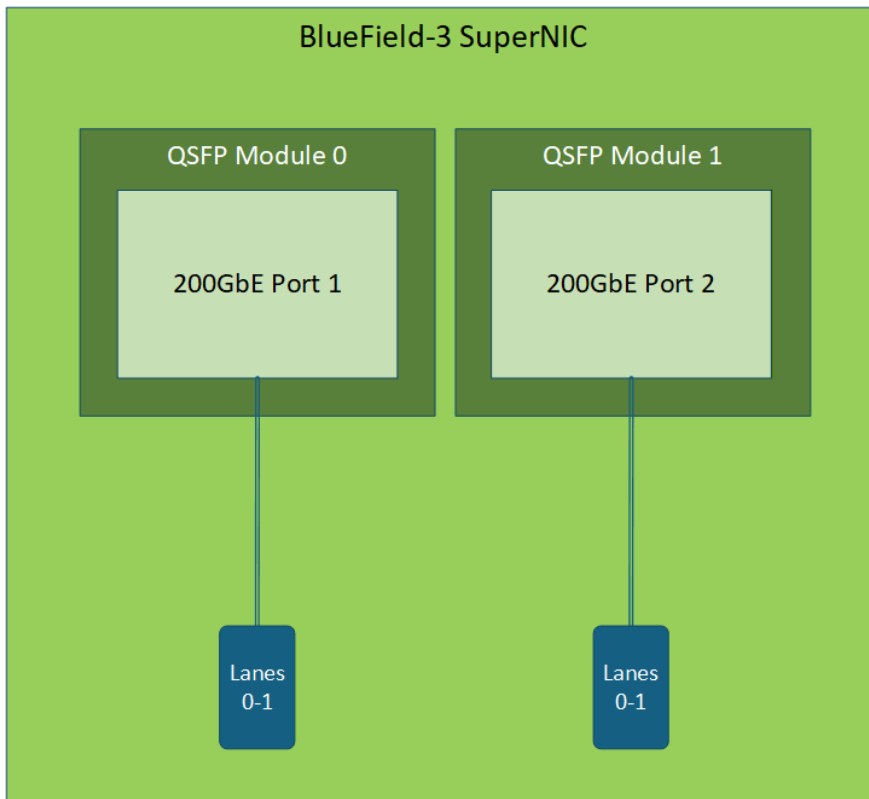 BlueField-3 SuperNIC
QSFP Module 0
200GbE Port 1
Lanes
0-1
QSFP Module 1
200GbE Port 2
Lanes
0-1